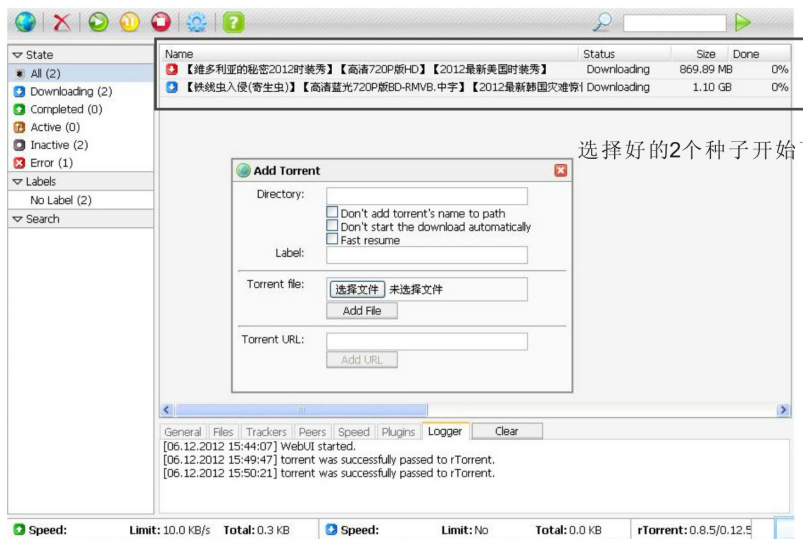 Name Status Size Done
【维多利亚的秘密2012时装秀】【高清720P版HD】【2012最新美国时装秀】 Downloading 869.89 MB 0%
【铁线虫入侵(寄生虫)】【高清蓝光720P版BD-RMVB.中字】【2012最新韩国灾难惊 Downloading 1.10 GB 0%
State
All (2)
Downloading (2)
Completed (0)
Active (0)
Inactive (2)
Error (1)
Labels
No Label (2)
Search
选择好的2个种子开始
Add Torrent
Directory:
Don't add torrent's name to path
Don't start the download automatically
Fast resume
Label:
Torrent file: 选择文件 未选择文件
Add File
Torrent URL:
Add URL
General Files Trackers Peers Speed Plugins Logger Clear
[06.12.2012 15:44:07] WebUI started.
[06.12.2012 15:49:47] torrent was successfully passed to rTorrent.
[06.12.2012 15:50:21] torrent was successfully passed to rTorrent.
Speed: Limit: 10.0 KB/s Total: 0.3 KB Speed: Limit: No Total: 0.0 KB rTorrent: 0.8.5/0.12.5